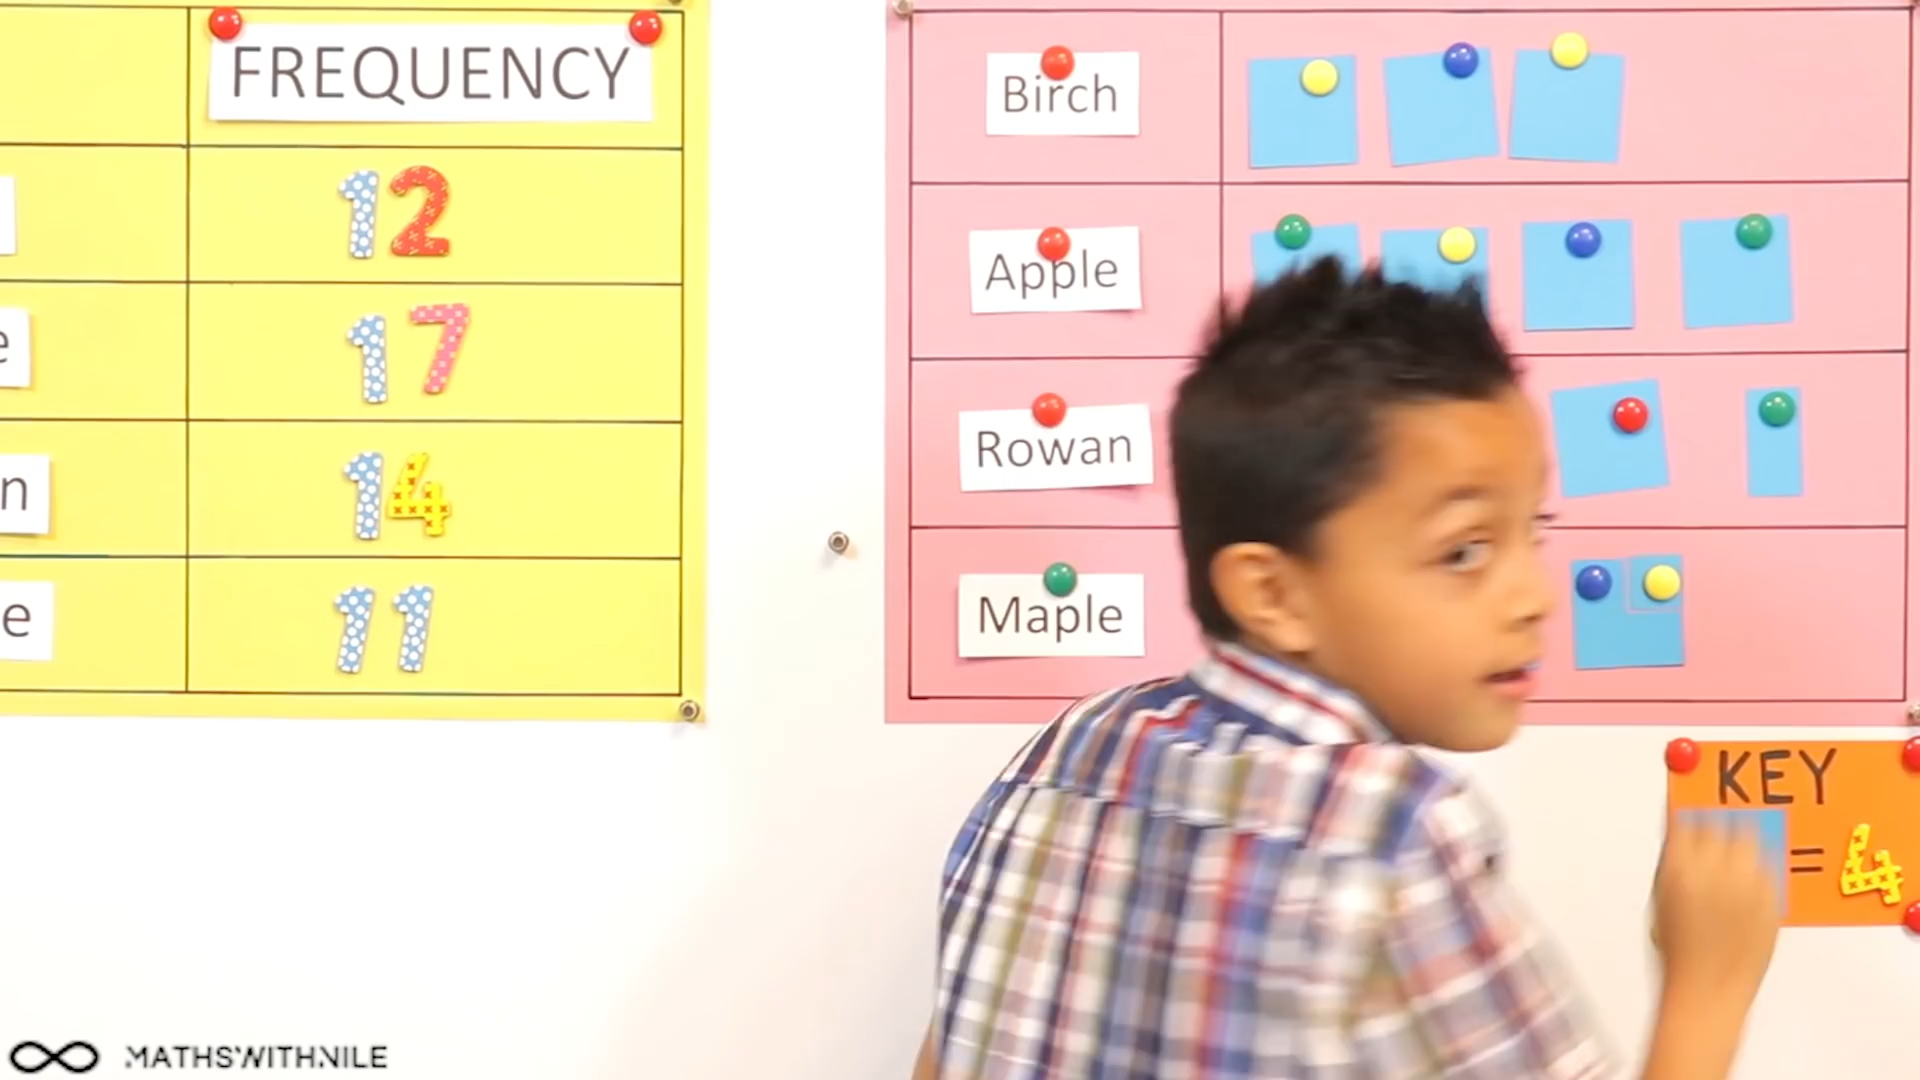 FREQUENCY
12
17
e
14
n
11
e
Birch
Apple
Rowan
Maple
KEY
= 4
MATHSWITHNILE